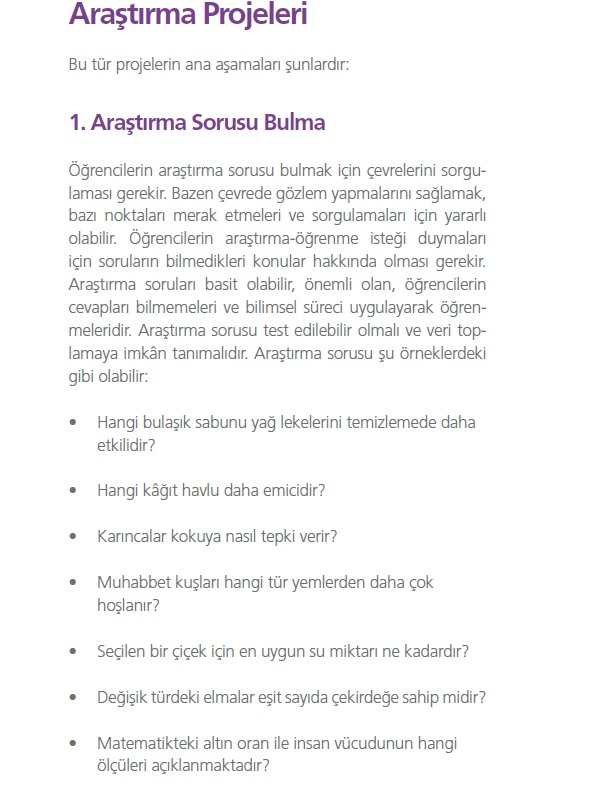 Araştırma Projeleri
Bu tür projelerin ana aşamaları şunlardır:
1. Araştırma Sorusu Bulma
Öğrencilerin araştırma sorusu bulmak için çevrelerini sorgu-
laması gerekir. Bazen çevrede gözlem yapmalarını sağlamak,
bazı noktaları merak etmeleri ve sorgulamaları için yararlı
olabilir. Öğrencilerin araştırma-öğrenme isteği duymaları
için soruların bilmedikleri konular hakkında olması gerekir.
Araştırma soruları basit olabilir, önemli olan, öğrencilerin
cevapları bilmemeleri ve bilimsel süreci uygulayarak öğren-
meleridir. Araştırma sorusu test edilebilir olmalı ve veri top-
lamaya imkân tanımalıdır. Araştırma sorusu şu örneklerdeki
gibi olabilir:
• Hangi bulaşık sabunu yağ lekelerini temizlemede daha
etkilidir?
• Hangi kâğıt havlu daha emicidir?
• Karıncalar kokuya nasıl tepki verir?
• Muhabbet kuşları hangi tür yemlerden daha çok
hoşlanır?
• Seçilen bir çiçek için en uygun su miktarı ne kadardır?
• Değişik türdeki elmalar eşit sayıda çekirdeğe sahip midir?
• Matematikteki altın oran ile insan vücudunun hangi
ölçüleri açıklanmaktadır?